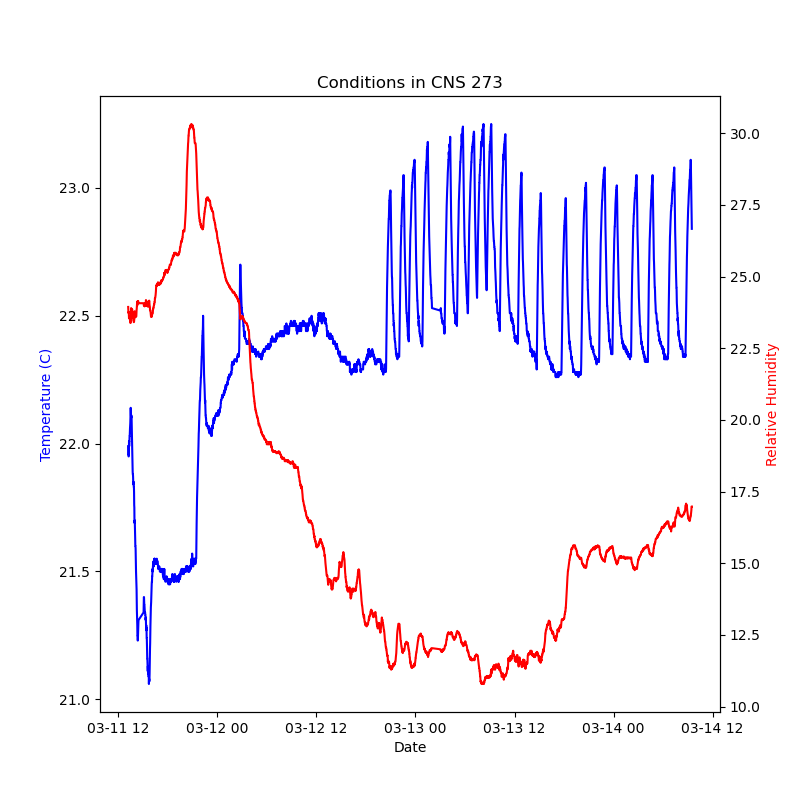 Conditions in CNS 273
Temperature (C)
23.0
22.5
22.0
21.5
21.0
30.0
27.5
25.0
22.5
20.0
17.5
15.0
12.5
10.0
Relative Humidity
03-11 12 03-12 00 03-12 12 03-13 00 03-13 12 03-14 00 03-14 12
Date